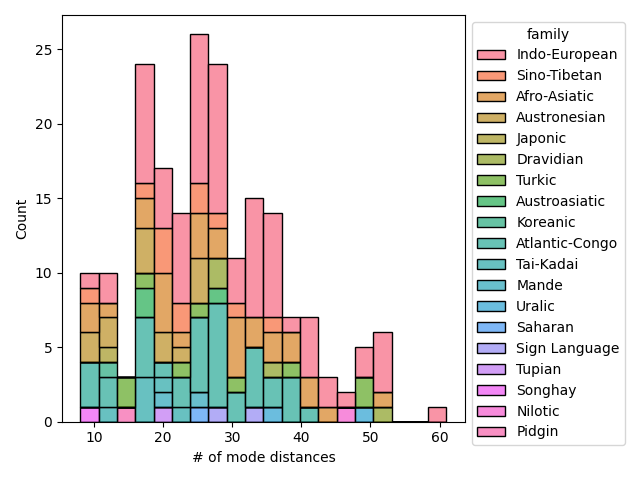 family
Indo-European
Sino-Tibetan
Afro-Asiatic
Austronesian
Japonic
Dravidian
Turkic
Austroasiatic
Koreanic
Atlantic-Congo
Tai-Kadai
Mande
Uralic
Saharan
Sign Language
Tupian
Songhay
Nilotic
Pidgin
25
20
15
10
5
0
Count
10 20 30 40 50 60
# of mode distances